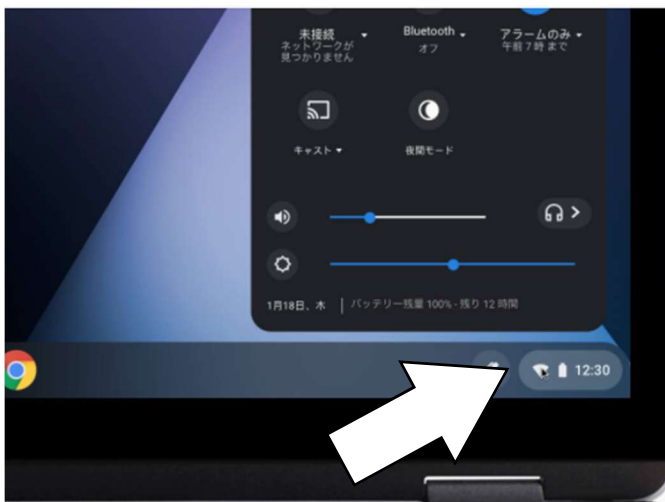 未接続
ネットワークが
見つかりません
Bluetooth
オフ
アラームのみ
午前7時まで
キャスト
夜間モード
1月18日、木
バッテリー残量 100% - 残り 12 時間
12:30